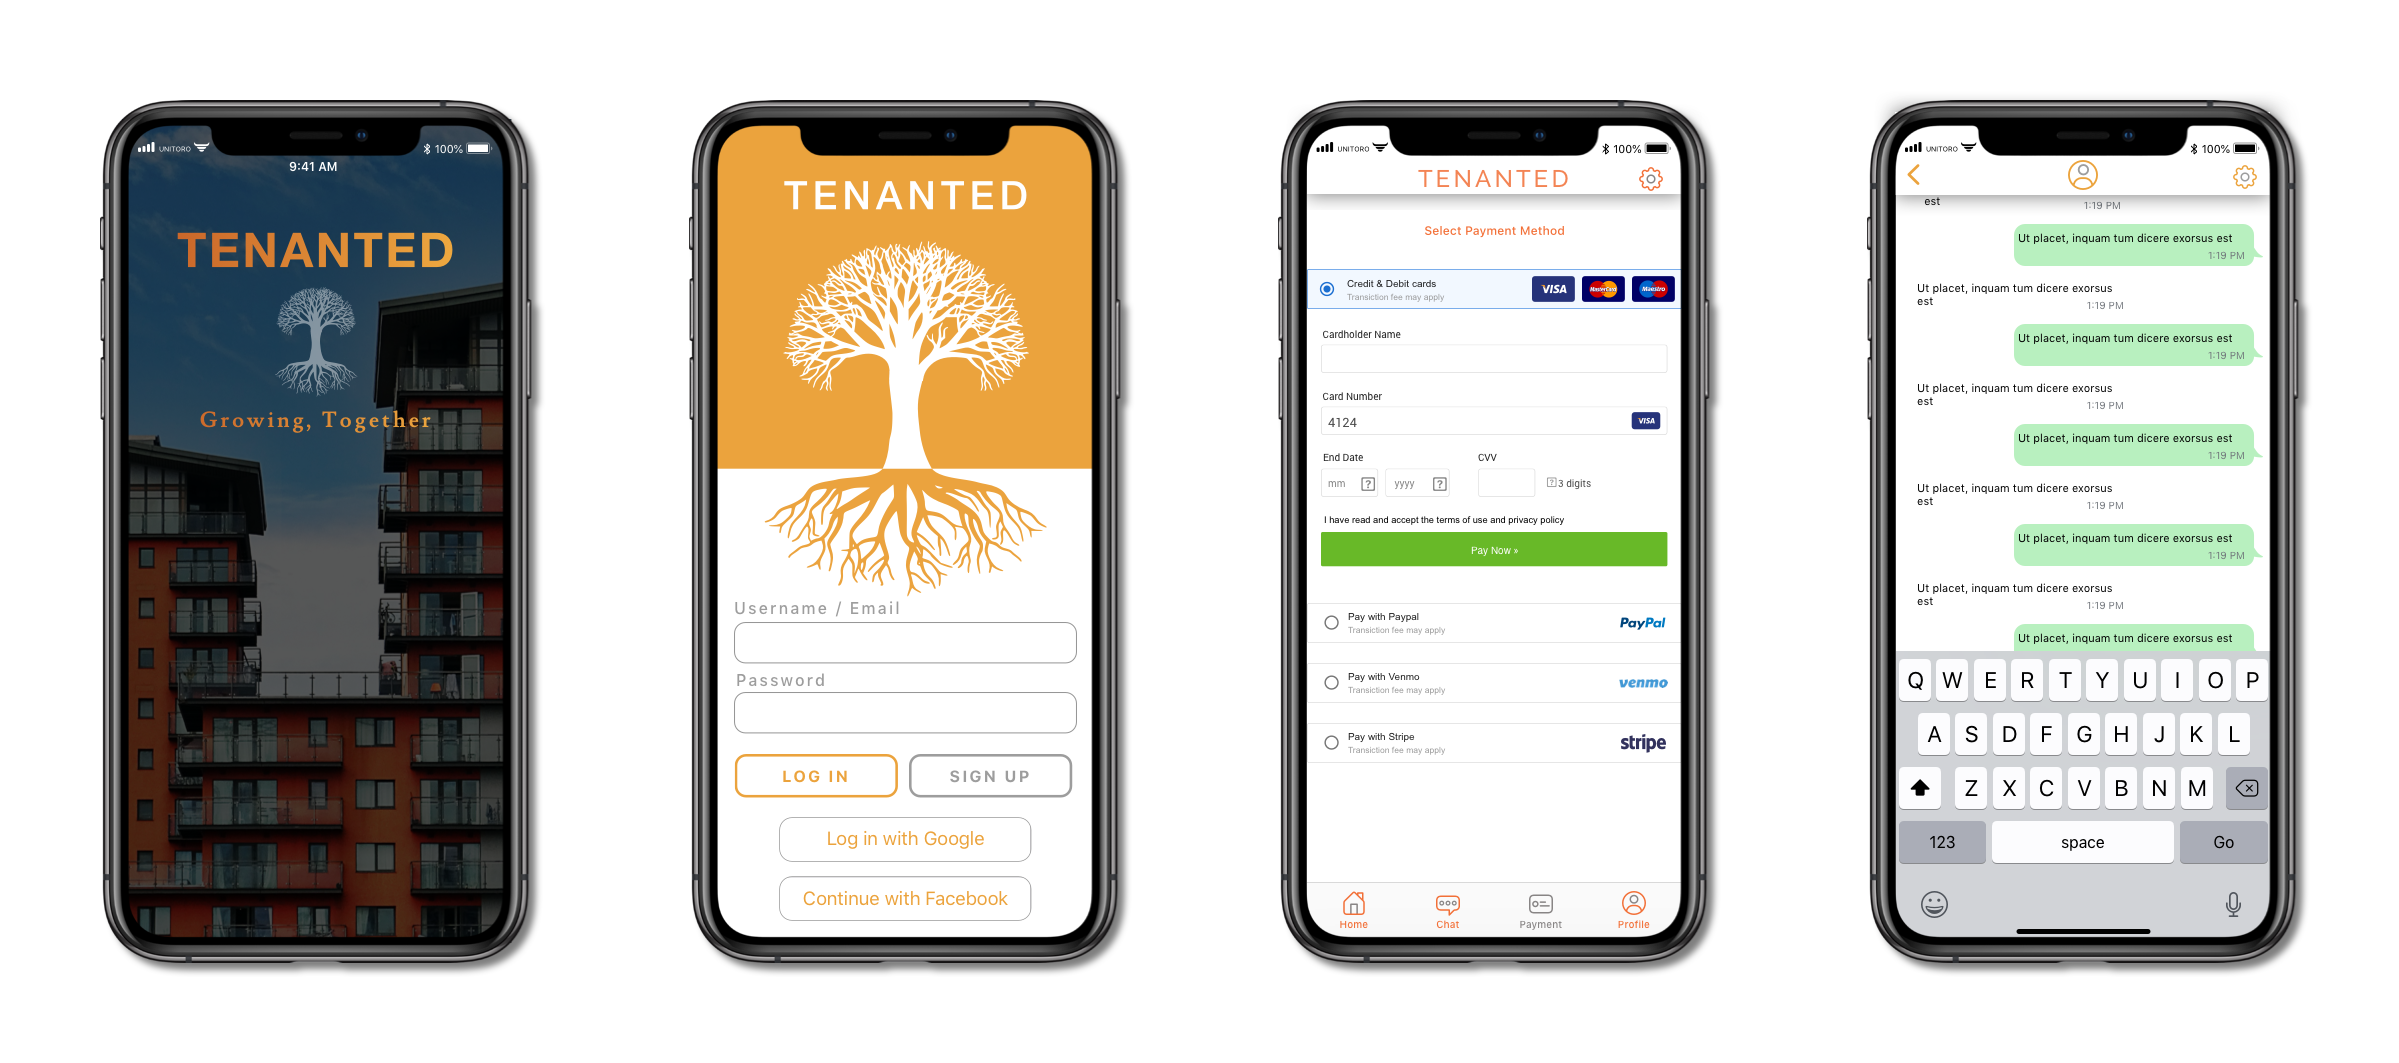 UNITORO
100%
9:41 AM
TENANTED
Growing, Together
TENANTED
Username / Email
Password
LOG IN
SIGN UP
Log in with Google
Continue with Facebook
UNITORO
100%
TENANTED
Select Payment Method
Credit & Debit cards
Transiction fee may apply
VISA
MasterCard
Maestro
Cardholder Name
Card Number
4124
VISA
End Date
CVV
mm
?
yyyy
?
? 3 digits
I have read and accept the terms of use and privacy policy
Pay Now »
Pay with Paypal
Transiction fee may apply
PayPal
Pay with Venmo
Transiction fee may apply
venmo
Pay with Stripe
Transiction fee may apply
stripe
Home
Chat
Payment
Profile
UNITORO
100%
est
1:19 PM
Ut placet, inquam tum dicere exorsus est
1:19 PM
Ut placet, inquam tum dicere exorsus
est
1:19 PM
Ut placet, inquam tum dicere exorsus est
1:19 PM
Ut placet, inquam tum dicere exorsus
est
1:19 PM
Ut placet, inquam tum dicere exorsus est
1:19 PM
Ut placet, inquam tum dicere exorsus
est
1:19 PM
Ut placet, inquam tum dicere exorsus est
1:19 PM
Ut placet, inquam tum dicere exorsus
est
1:19 PM
Ut placet, inquam tum dicere exorsus est
Q W E R T Y U I O P
A S D F G H J K L
Z X C V B N M
123
space
Go